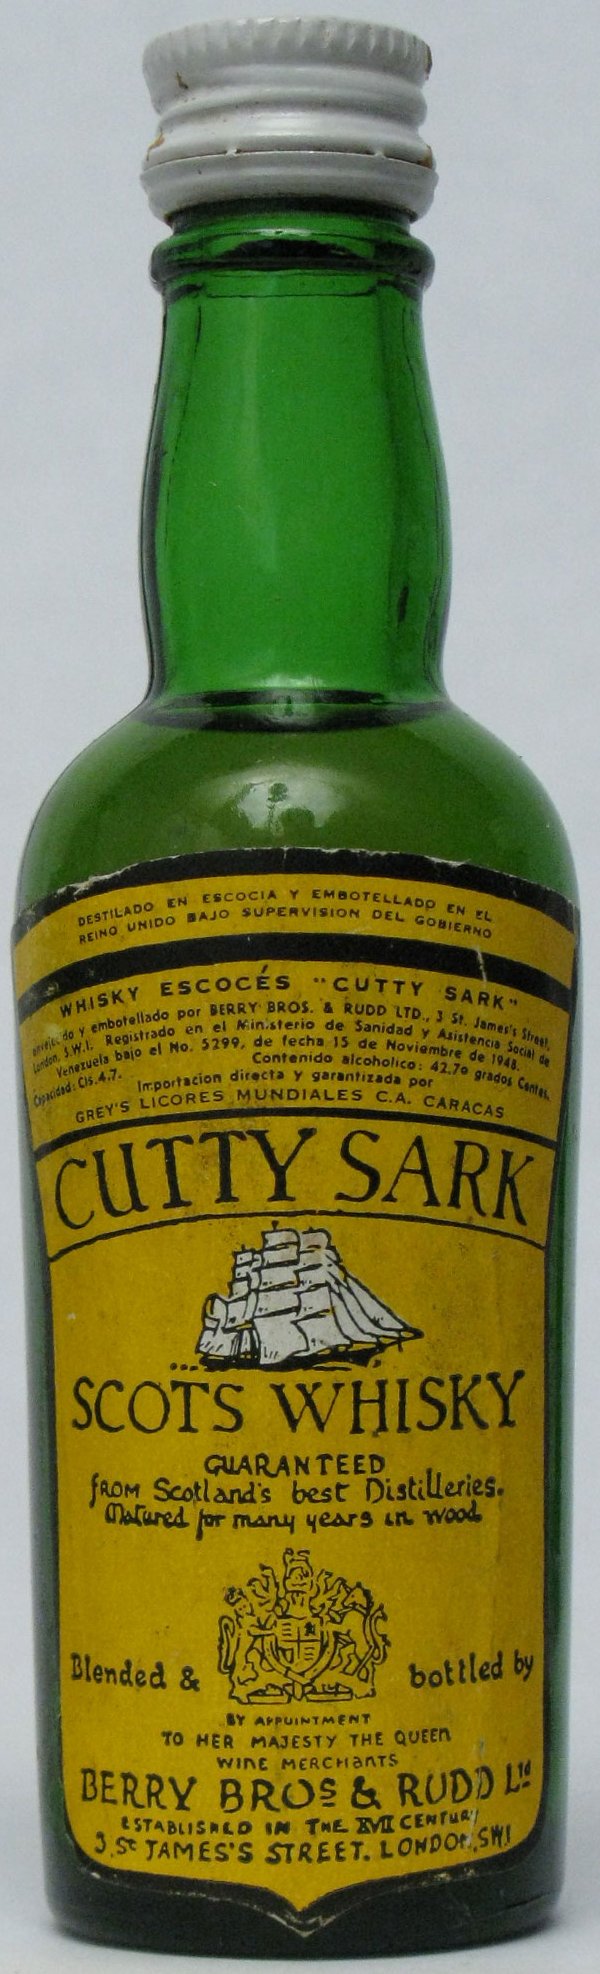 DESTILADO EN ESCOCIA Y EMBOTELLADO EN EL
REINO UNIDO BAJO SUPERVISION DEL GOBIERNO
WHISKY ESCOCÉS "CUTTY SARK"
y embotellado por BERRY BROS. & RUDD LTD., 3 St. James's Street,
London, S.W.1. Registrado en el Ministerio de Sanidad y Asistencia Social de
Venezuela bajo el No. 5299, de fecha 15 de Noviembre de 1948.
Capacidad: Cls. 4.7. Contenido alcoholico: 42.70 grados Centes.
Importacion directa y garantizada por
GREY'S LICORES MUNDIALES C.A. CARACAS
CUTTY SARK
SCOTS WHISKY
GUARANTEED
FROM Scotland's best Distilleries.
Matured for many years in wood
Blended & bottled by
BY APPOINTMENT
TO HER MAJESTY THE QUEEN
WINE MERCHANTS
BERRY BROS & RUDD Ltd
ESTABLISHED IN THE XVII CENTURY
3, St JAMES'S STREET. LONDON, S.W.1